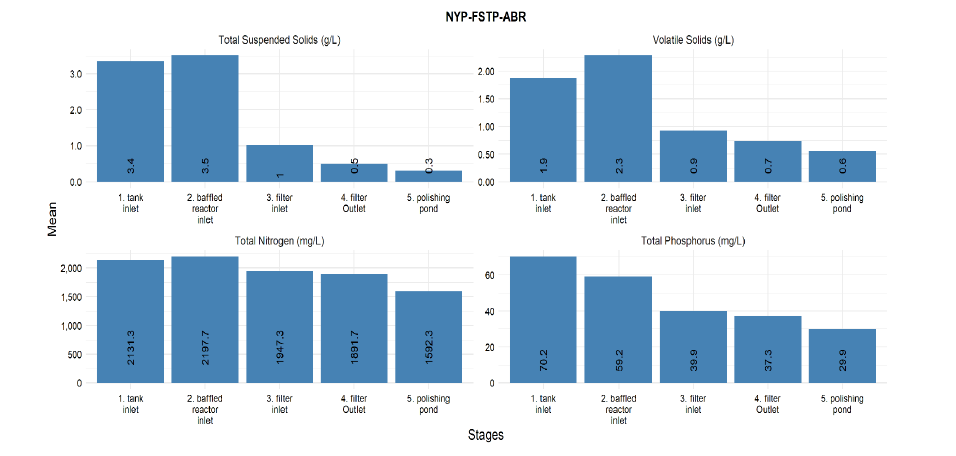 NYP-FSTP-ABR
Mean
Total Suspended Solids (g/L)
3.0
2.0
1.0
0.0
3.4
3.5
1
0.5
0.3
1. tank
inlet
2. baffled
reactor
inlet
3. filter
inlet
4. filter
Outlet
5. polishing
pond
Volatile Solids (g/L)
2.00
1.50
1.00
0.50
0.00
1.9
2.3
0.9
0.7
0.6
1. tank
inlet
2. baffled
reactor
inlet
3. filter
inlet
4. filter
Outlet
5. polishing
pond
Total Nitrogen (mg/L)
2,000
1,500
1,000
500
0
2131.3
2197.7
1947.3
1891.7
1592.3
1. tank
inlet
2. baffled
reactor
inlet
3. filter
inlet
4. filter
Outlet
5. polishing
pond
Total Phosphorus (mg/L)
60
40
20
0
70.2
59.2
39.9
37.3
29.9
1. tank
inlet
2. baffled
reactor
inlet
3. filter
inlet
4. filter
Outlet
5. polishing
pond
Stages